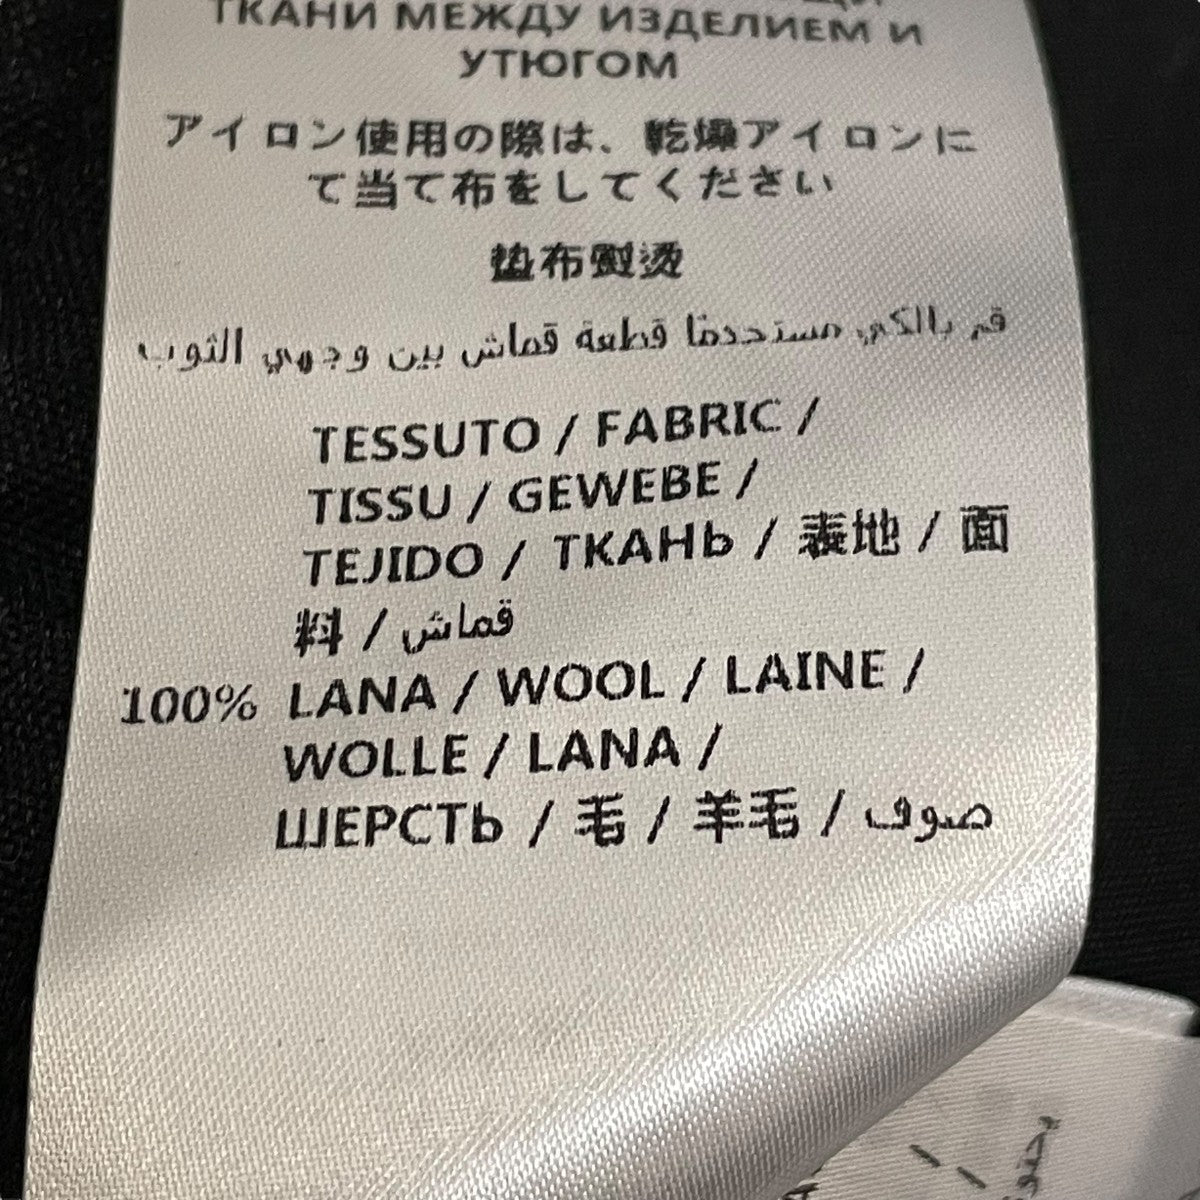 ТКАНИ МЕЖДУ ИЗДЕЛИЕМ И
УТЮГОМ
アイロン使用の際は、乾燥アイロンに
て当て布をしてください
垫布熨烫
قم بالكي مستخدمًا قطعة قماش بين وجهي الثوب
TESSUTO / FABRIC /
TISSU / GEWEBE /
TEJIDO / ТКАНЬ / 表地 / 面
料 / قماش
100% LANA / WOOL / LAINE /
WOLLE / LANA /
ШЕРСТЬ / 毛 / 羊毛 / صوف